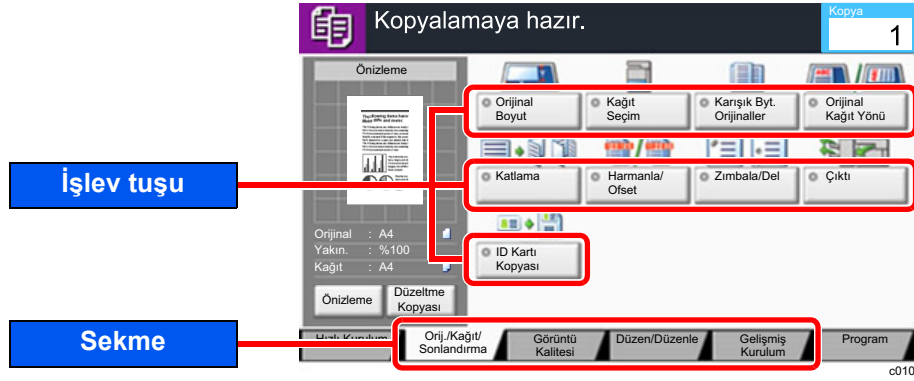 Kopyalamaya hazır.
Kopya
1
Önizleme
Orijinal
Boyut
Kağıt
Seçim
Karışık Byt.
Orijinaller
Orijinal
Kağıt Yönü
İşlev tuşu
Katlama
Harmanla/
Ofset
Zımbala/Del
Çıktı
Orijinal : A4
Yakın. : %100
Kağıt : A4
ID Kartı
Kopyası
Önizleme
Düzeltme
Kopyası
Sekme
Hızlı Kurulum
Orij./Kağıt/
Sonlandırma
Görüntü
Kalitesi
Düzen/Düzenle
Gelişmiş
Kurulum
Program
c010